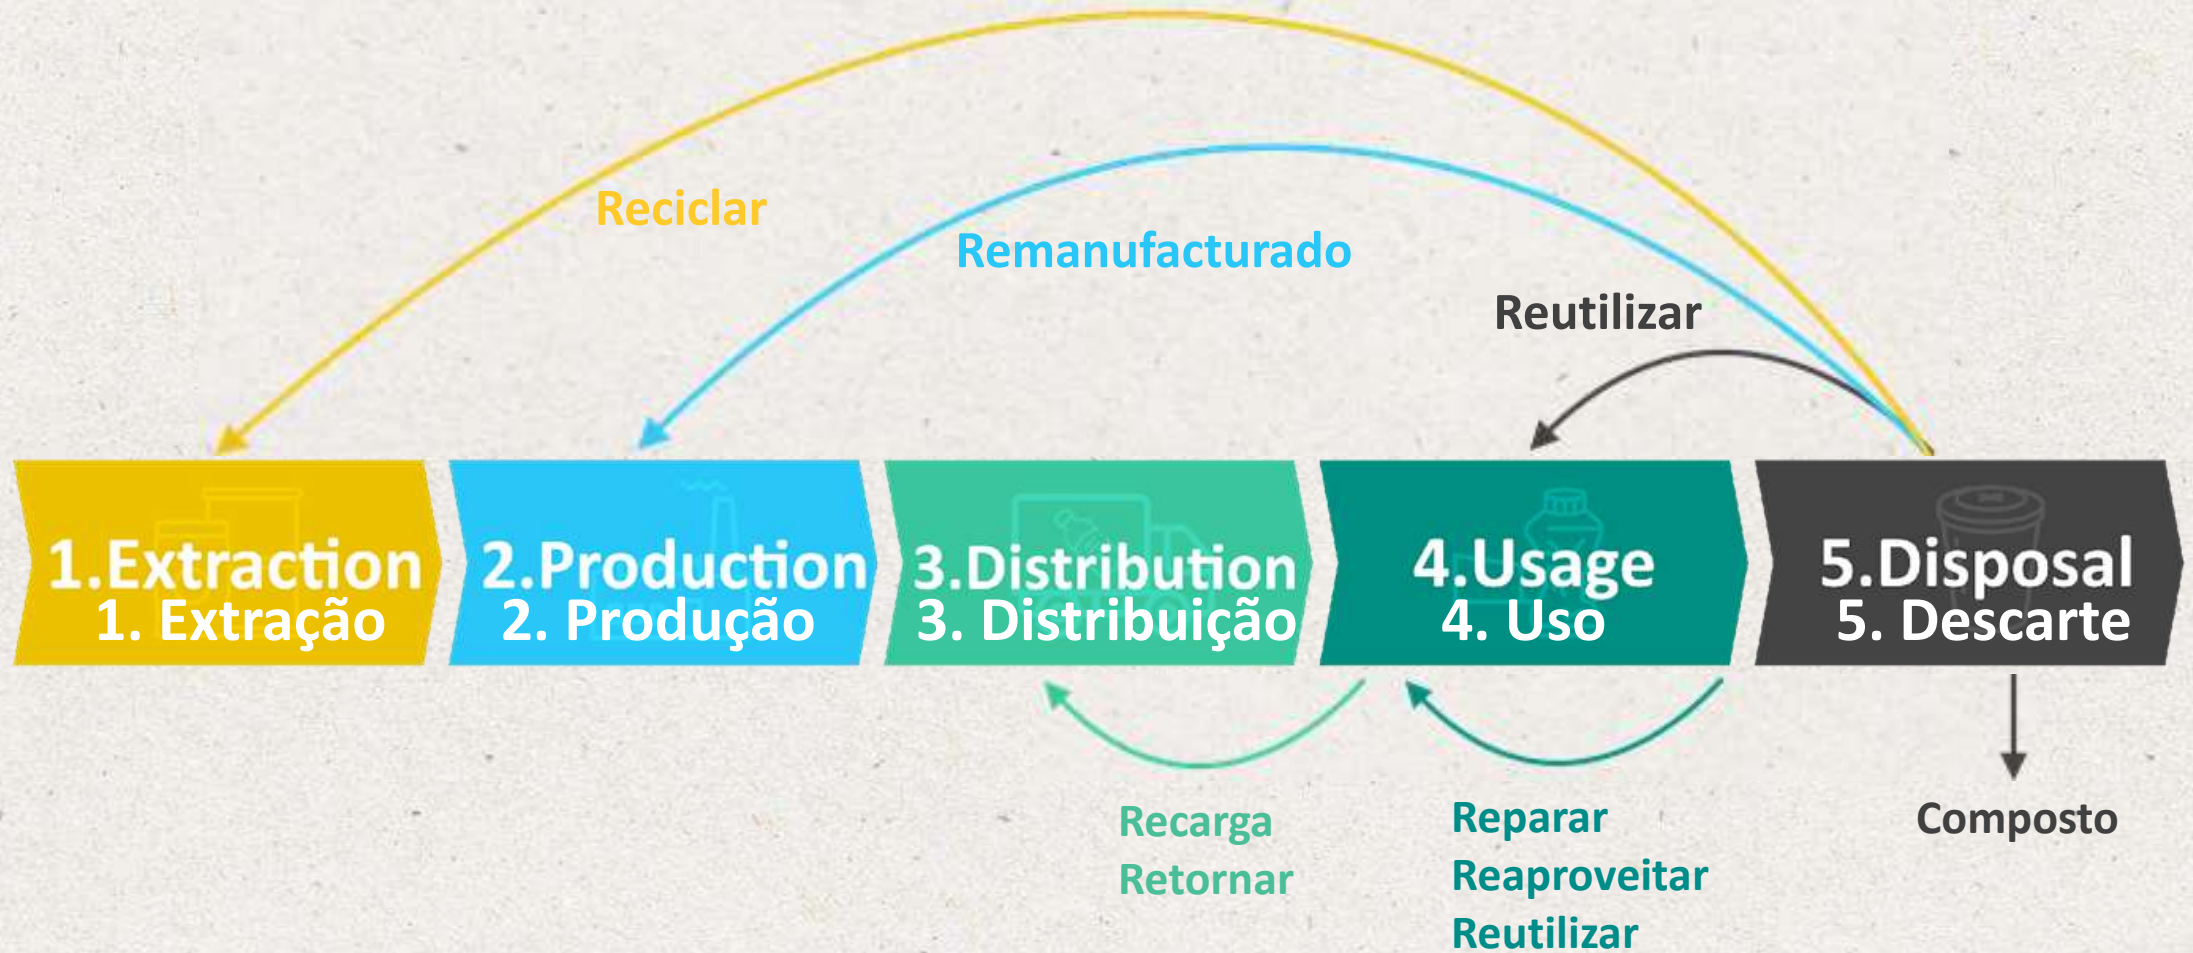 Reciclar
Remanufacturado
Reutilizar
1.Extraction
1. Extração
2.Production
2. Produção
3.Distribution
3. Distribuição
4.Usage
4. Uso
5.Disposal
5. Descarte
Recarga
Retornar
Reparar
Reaproveitar
Reutilizar
Composto